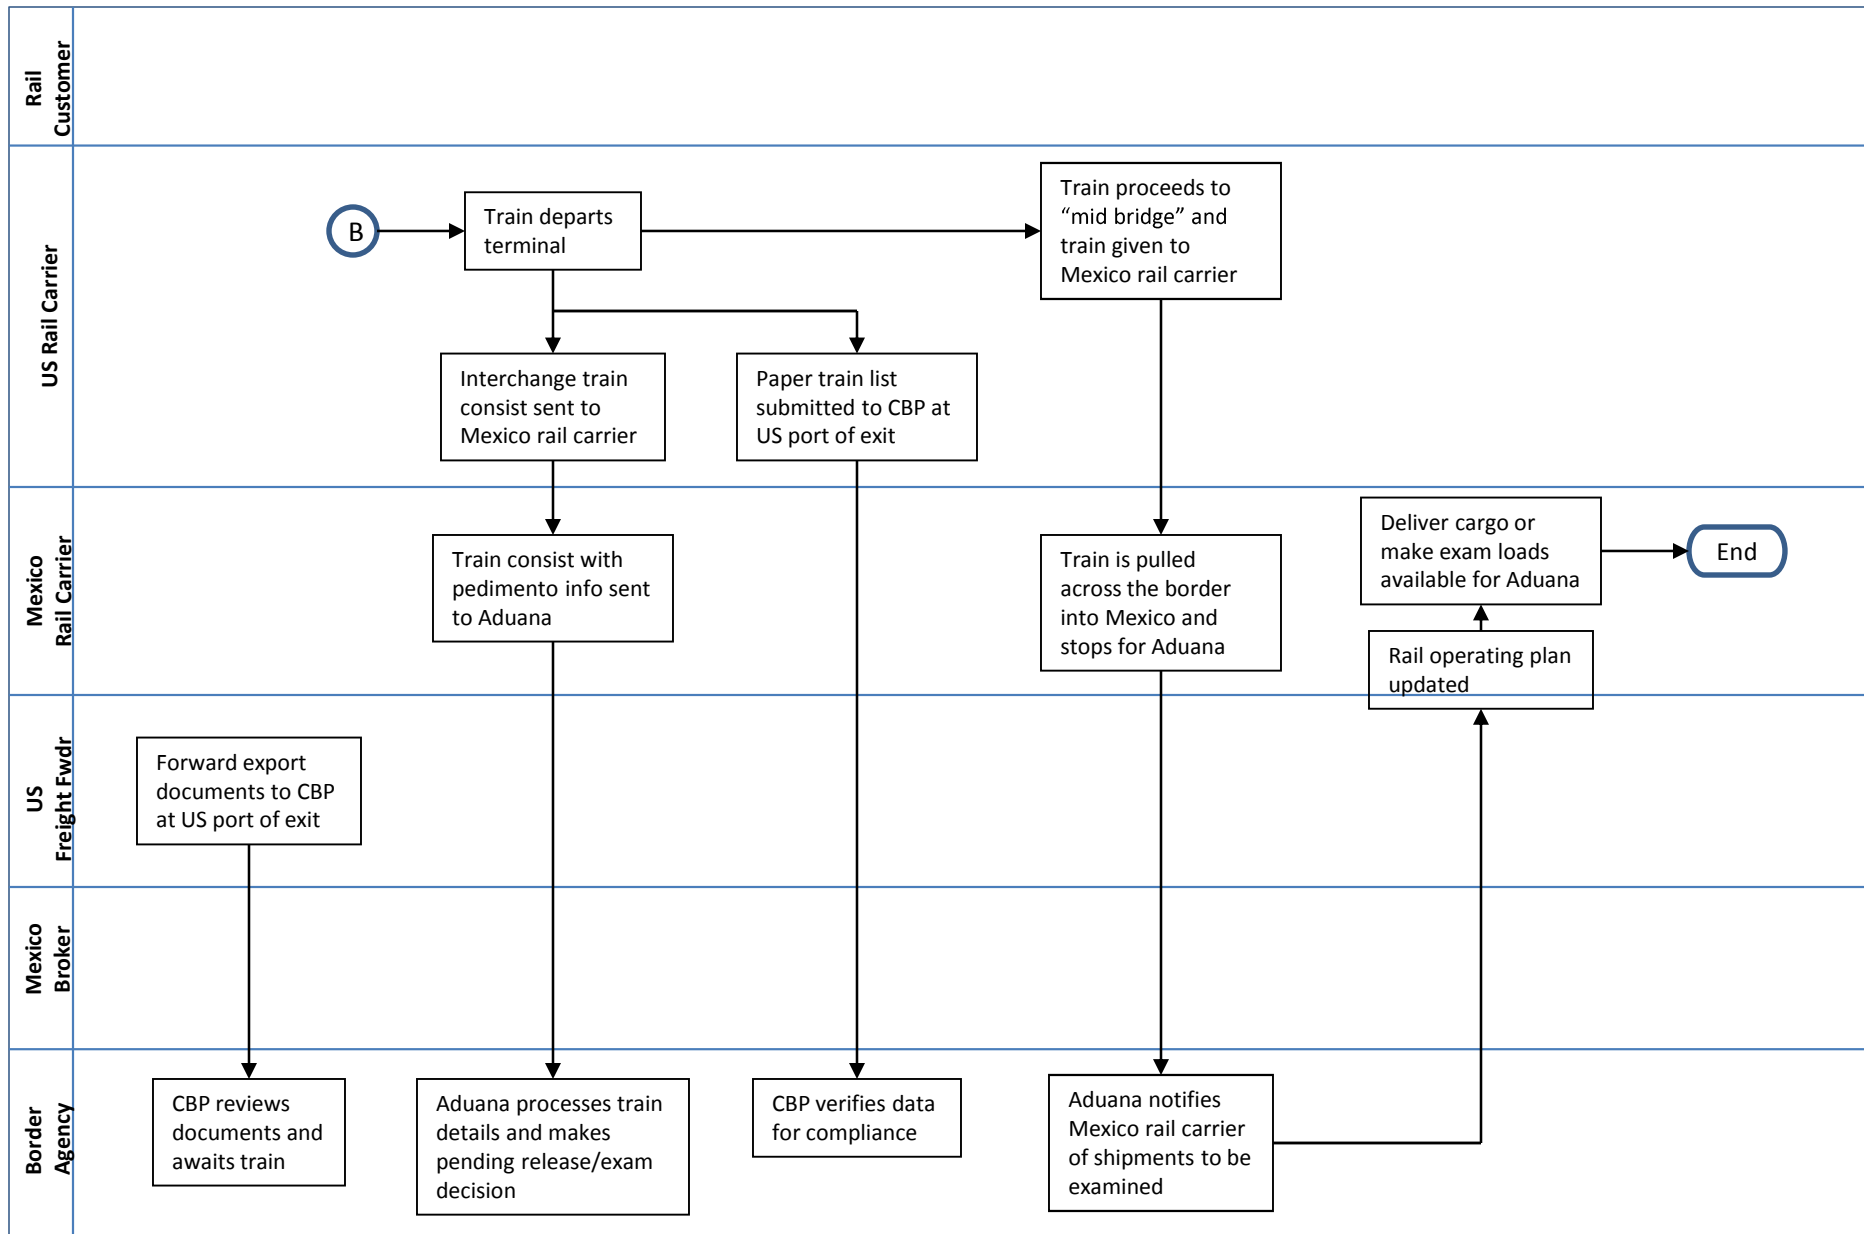 Rail
Customer
US Rail Carrier
B
Train departs
terminal
Train proceeds to
“mid bridge” and
train given to
Mexico rail carrier
Interchange train
consist sent to
Mexico rail carrier
Paper train list
submitted to CBP at
US port of exit
Mexico
Rail Carrier
Train consist with
pedimento info sent
to Aduana
Train is pulled
across the border
into Mexico and
stops for Aduana
Deliver cargo or
make exam loads
available for Aduana
End
Rail operating plan
updated
US
Freight Fwdr
Forward export
documents to CBP
at US port of exit
Mexico
Broker
Border
Agency
CBP reviews
documents and
awaits train
Aduana processes train
details and makes
pending release/exam
decision
CBP verifies data
for compliance
Aduana notifies
Mexico rail carrier
of shipments to be
examined